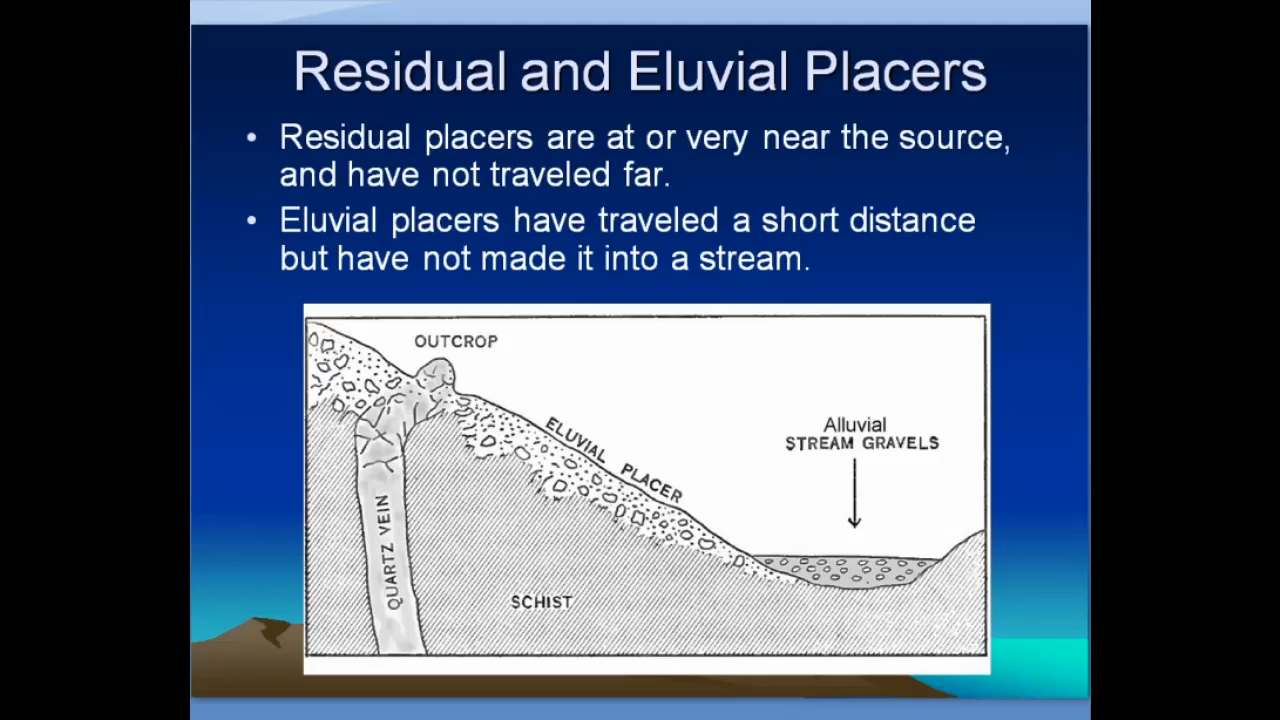 Residual and Eluvial Placers
• Residual placers are at or very near the source,
and have not traveled far.
• Eluvial placers have traveled a short distance
but have not made it into a stream.
OUTCROP
ELUVIAL PLACER
Alluvial
STREAM GRAVELS
QUARTZ VEIN
SCHIST